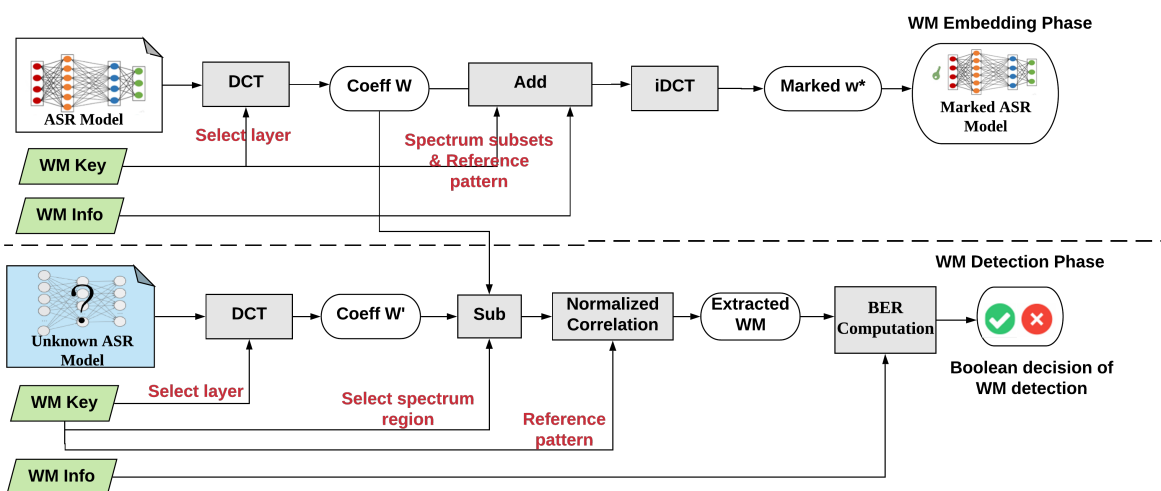 WM Embedding Phase
ASR Model
DCT
Coeff W
Add
iDCT
Marked w*
Marked ASR
Model
Select layer
Spectrum subsets
& Reference
pattern
WM Key
WM Info
WM Detection Phase
?
Unknown ASR
Model
DCT
Coeff W'
Sub
Normalized
Correlation
Extracted
WM
BER
Computation
Boolean decision of
WM detection
Select layer
Select spectrum
region
Reference
pattern
WM Key
WM Info